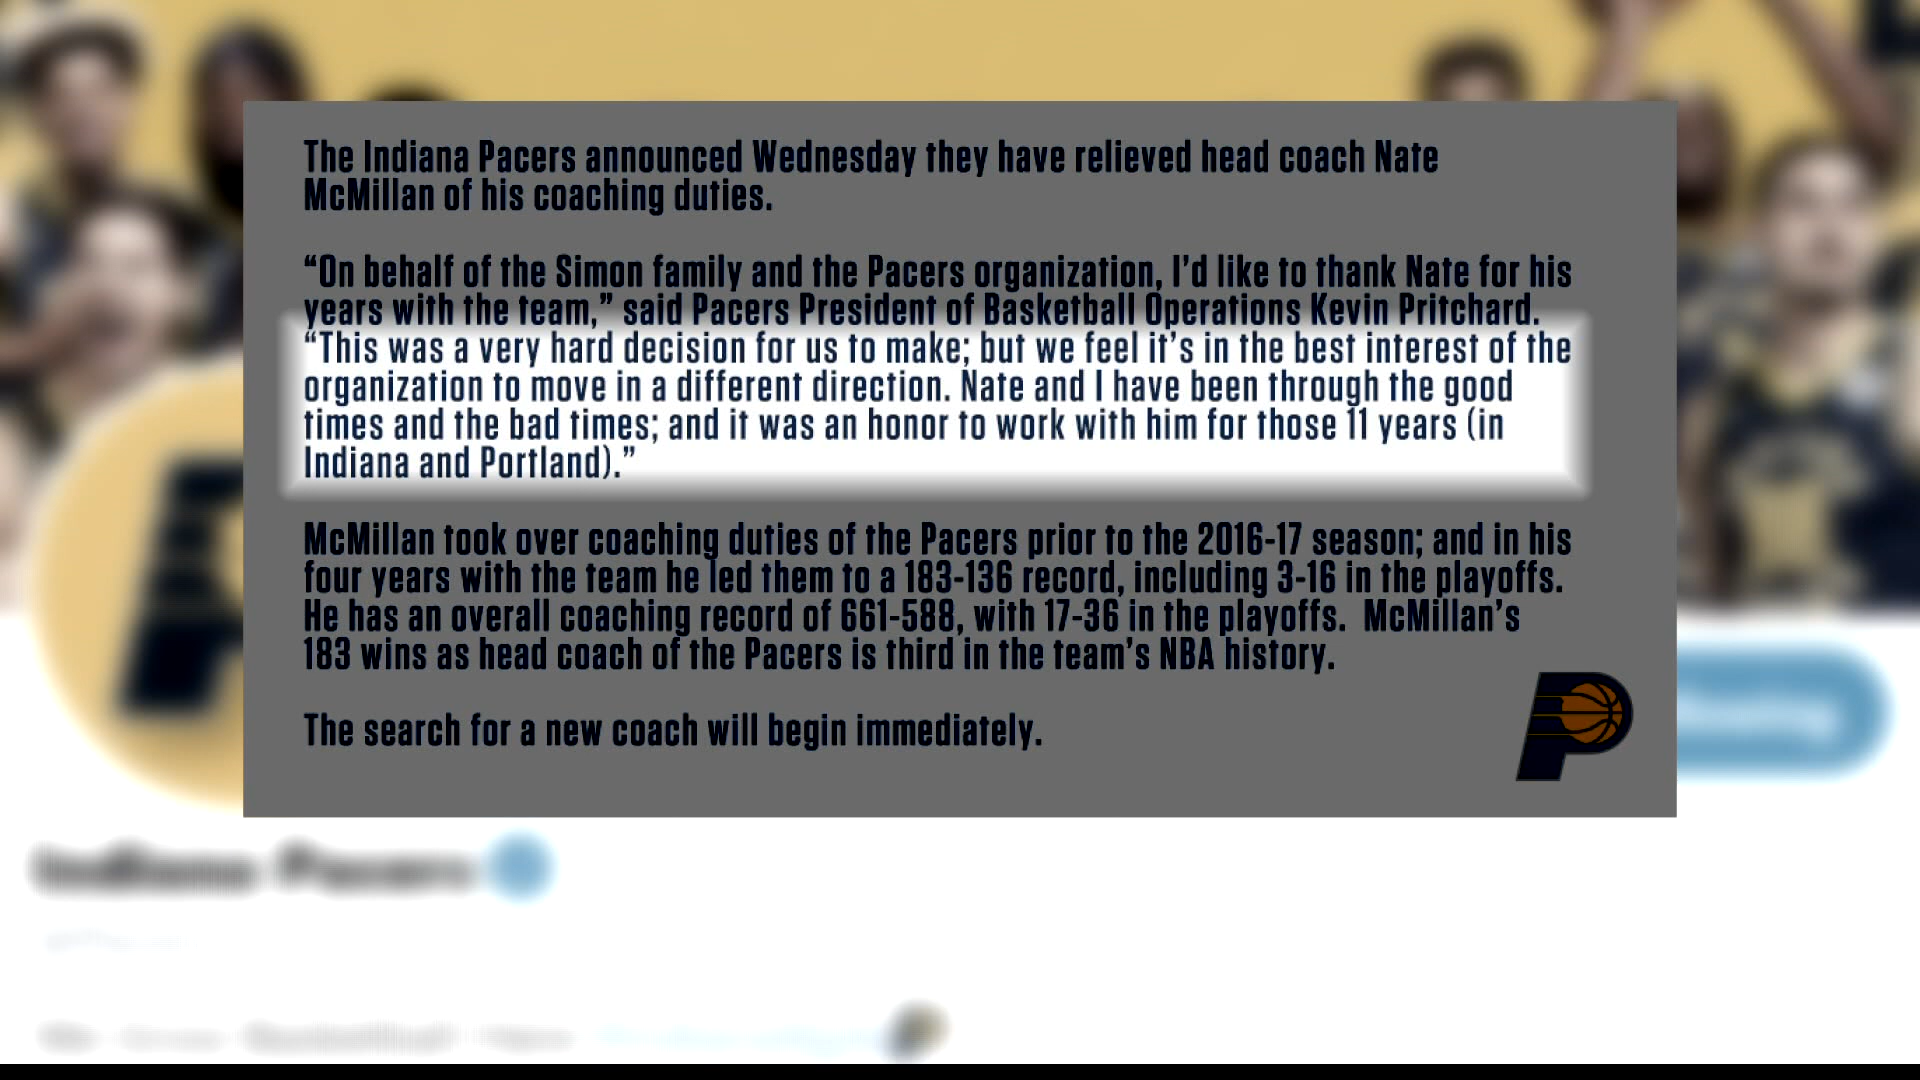 The Indiana Pacers announced Wednesday they have relieved head coach Nate
McMillan of his coaching duties.
“On behalf of the Simon family and the Pacers organization, I’d like to thank Nate for his
years with the team,” said Pacers President of Basketball Operations Kevin Pritchard.
“This was a very hard decision for us to make; but we feel it’s in the best interest of the
organization to move in a different direction. Nate and I have been through the good
times and the bad times; and it was an honor to work with him for those 11 years (in
Indiana and Portland).”
McMillan took over coaching duties of the Pacers prior to the 2016-17 season; and in his
four years with the team he led them to a 183-136 record, including 3-16 in the playoffs.
He has an overall coaching record of 661-588, with 17-36 in the playoffs.  McMillan’s
183 wins as head coach of the Pacers is third in the team’s NBA history.
The search for a new coach will begin immediately.
Indiana Pacers